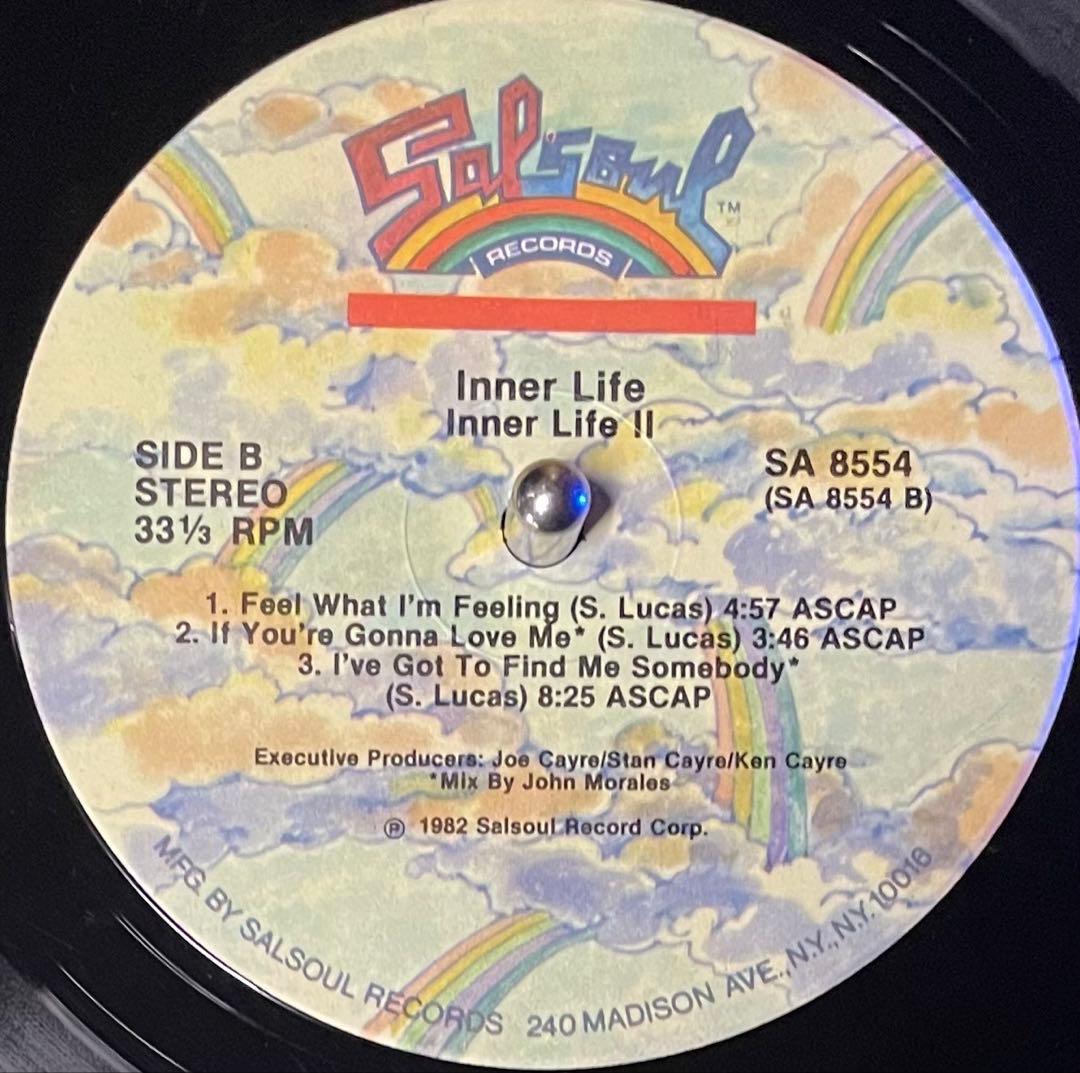 Salsoul TM
RECORDS
Inner Life
Inner Life II
SIDE B
STEREO
33⅓ RPM
SA 8554
(SA 8554 B)
1. Feel What I'm Feeling (S. Lucas) 4:57 ASCAP
2. If You're Gonna Love Me* (S. Lucas) 3:46 ASCAP
3. I've Got To Find Me Somebody*
(S. Lucas) 8:25 ASCAP
Executive Producers: Joe Cayre/Stan Cayre/Ken Cayre
*Mix By John Morales
℗ 1982 Salsoul Record Corp.
MFG. BY SALSOUL RECORDS 240 MADISON AVE., N.Y., N.Y. 10016